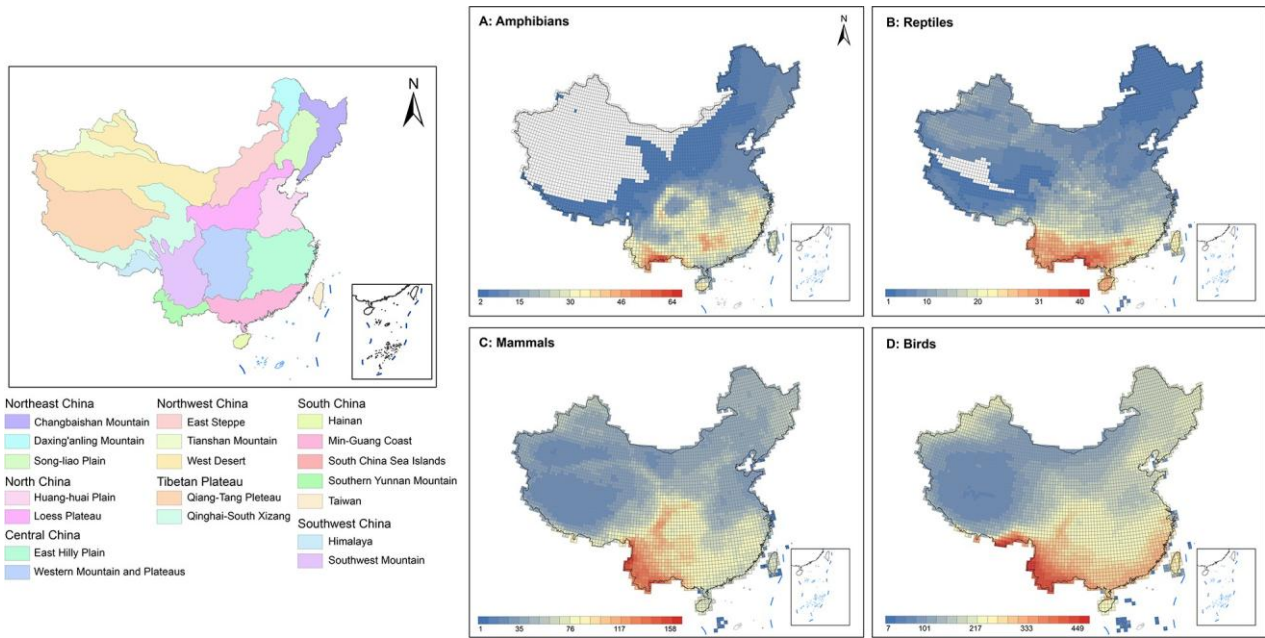 N
Northeast China
Changbaishan Mountain
Daxing'anling Mountain
Song-liao Plain
North China
Huang-huai Plain
Loess Plateau
Central China
East Hilly Plain
Western Mountain and Plateaus
Northwest China
East Steppe
Tianshan Mountain
West Desert
Tibetan Plateau
Qiang-Tang Pleteau
Qinghai-South Xizang
South China
Hainan
Min-Guang Coast
South China Sea Islands
Southern Yunnan Mountain
Taiwan
Southwest China
Himalaya
Southwest Mountain
A: Amphibians
N
2 15 30 46 64
B: Reptiles
1 10 20 31 40
C: Mammals
1 35 76 117 158
D: Birds
7 101 217 333 449